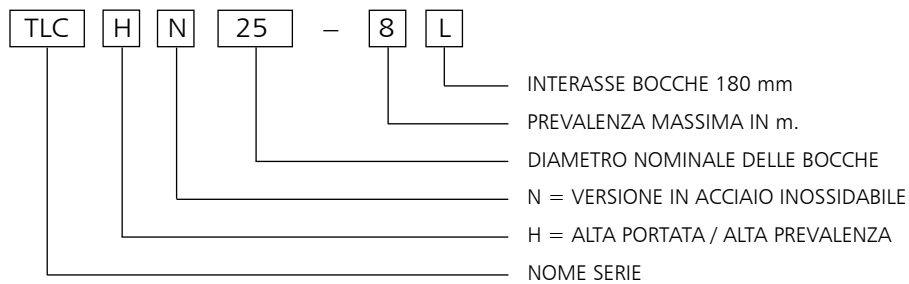 TLC H N 25 – 8 L
INTERASSE BOCCHE 180 mm
PREVALENZA MASSIMA IN m.
DIAMETRO NOMINALE DELLE BOCCHE
N = VERSIONE IN ACCIAIO INOSSIDABILE
H = ALTA PORTATA / ALTA PREVALENZA
NOME SERIE